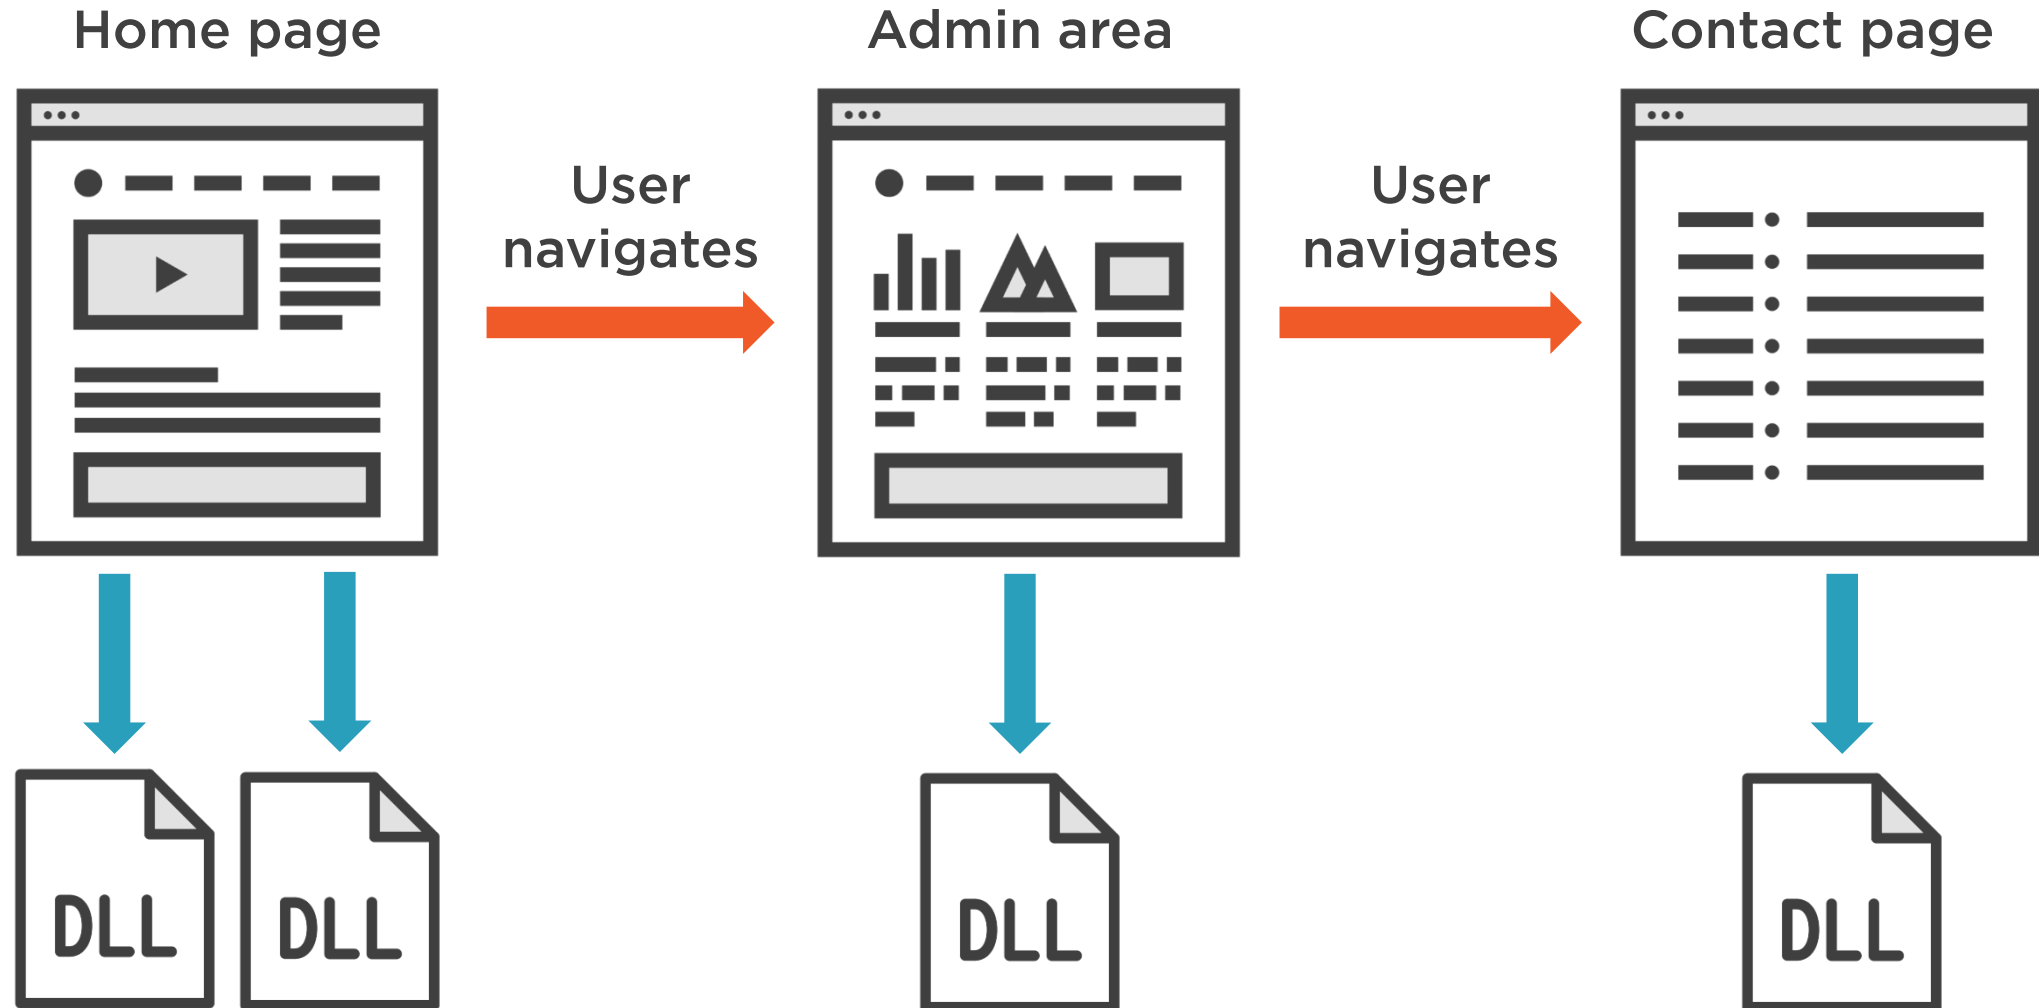 Home page
Admin area
Contact page
User
navigates
User
navigates
DLL
DLL
DLL
DLL